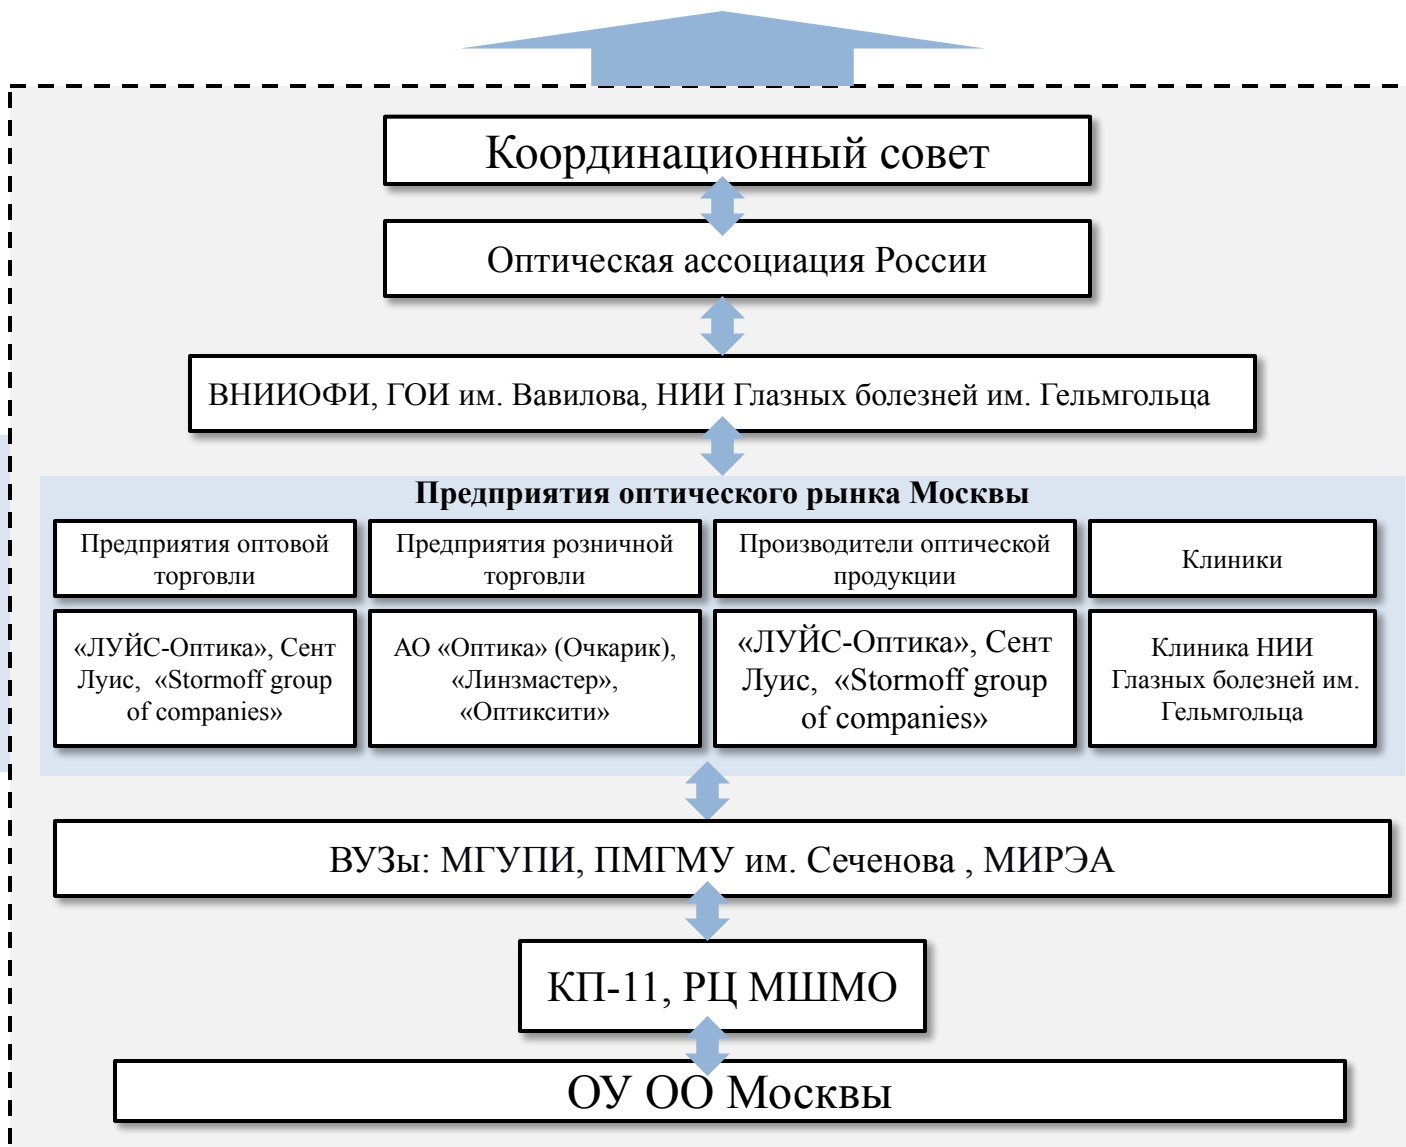 Координационный совет
Оптическая ассоциация России
ВНИИОФИ, ГОИ им. Вавилова, НИИ Глазных болезней им. Гельмгольца
Предприятия оптического рынка Москвы
Предприятия оптовой
торговли
Предприятия розничной
торговли
Производители оптической
продукции
Клиники
«ЛУЙС-Оптика», Сент
Луис, «Stormoff group
of companies»
АО «Оптика» (Очкарик),
«Линзмастер»,
«Оптиксити»
«ЛУЙС-Оптика», Сент
Луис, «Stormoff group
of companies»
Клиника НИИ
Глазных болезней им.
Гельмгольца
ВУЗы: МГУПИ, ПМГМУ им. Сеченова , МИРЭА
КП-11, РЦ МШМО
ОУ ОО Москвы